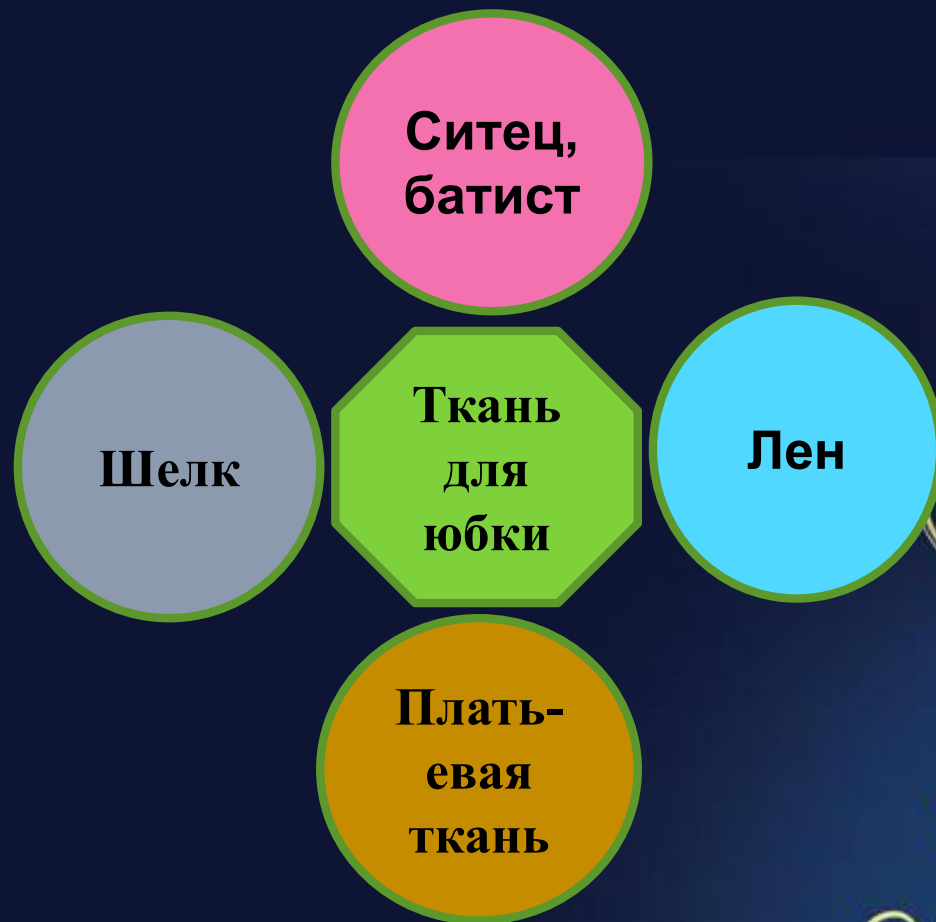 Ситец,
батист
Шелк
Ткань
для
юбки
Лен
Плать-
евая
ткань